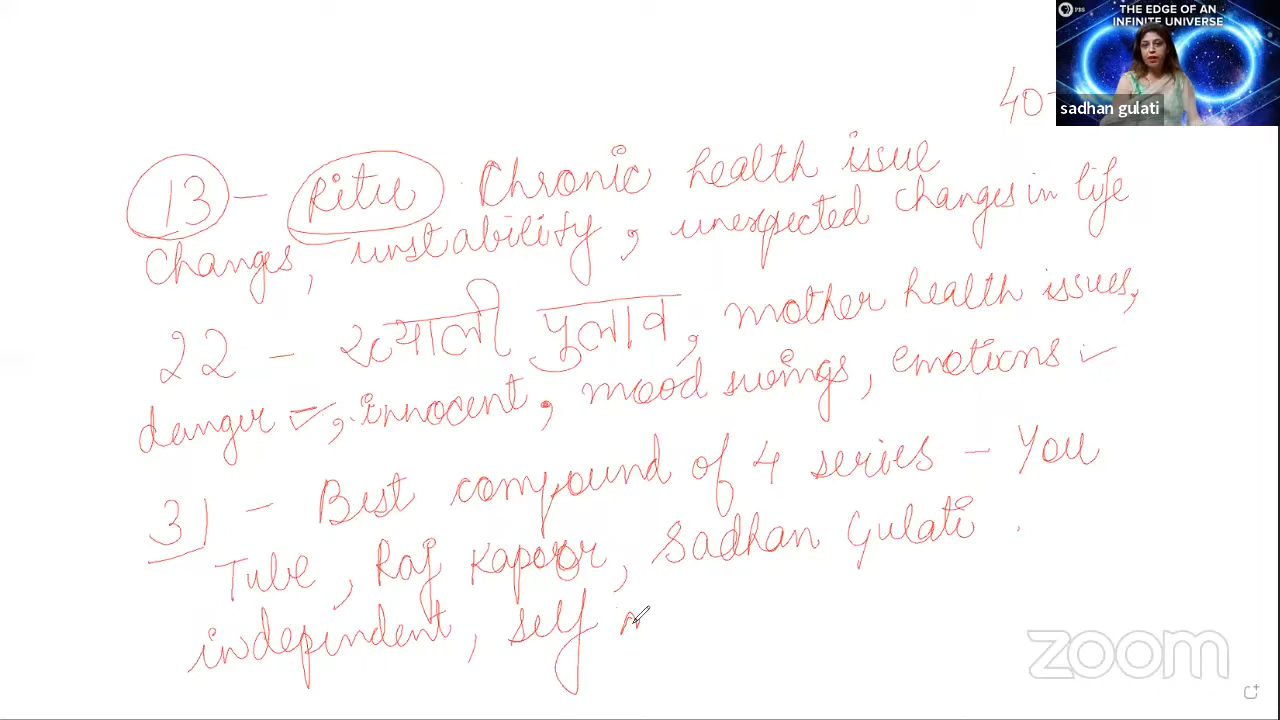 PBS
THE EDGE OF AN
INFINITE UNIVERSE
sadhan gulati
40-
13 - Ritu Chronic health issue
changes, instability, unexpected changes in life
22 - ख्याली पुलाव, mother health issues,
danger, innocent, mood swings, emotions
31 - Best compound of 4 series - You
Tube, Raj Kapoor, Sadhan Gulati.
independent, self
zoom